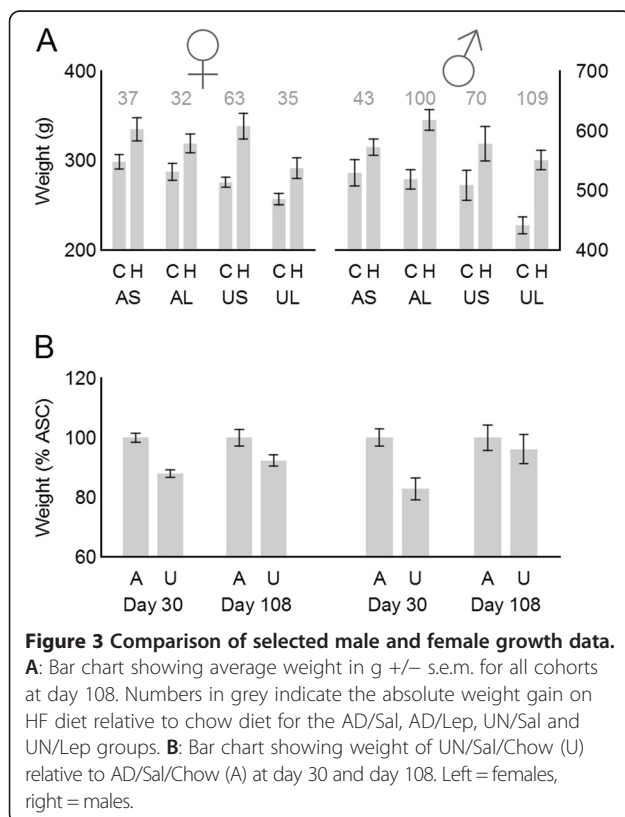 A
400
300
200
Weight (g)
37 32 63 35
43 100 70 109
700
600
500
400
C H C H C H C H
AS AL US UL
C H C H C H C H
AS AL US UL
B
120
100
80
60
Weight (% ASC)
A U A U
Day 30 Day 108
A U A U
Day 30 Day 108
Figure 3 Comparison of selected male and female growth data.
A: Bar chart showing average weight in g +/− s.e.m. for all cohorts
at day 108. Numbers in grey indicate the absolute weight gain on
HF diet relative to chow diet for the AD/Sal, AD/Lep, UN/Sal and
UN/Lep groups. B: Bar chart showing weight of UN/Sal/Chow (U)
relative to AD/Sal/Chow (A) at day 30 and day 108. Left = females,
right = males.